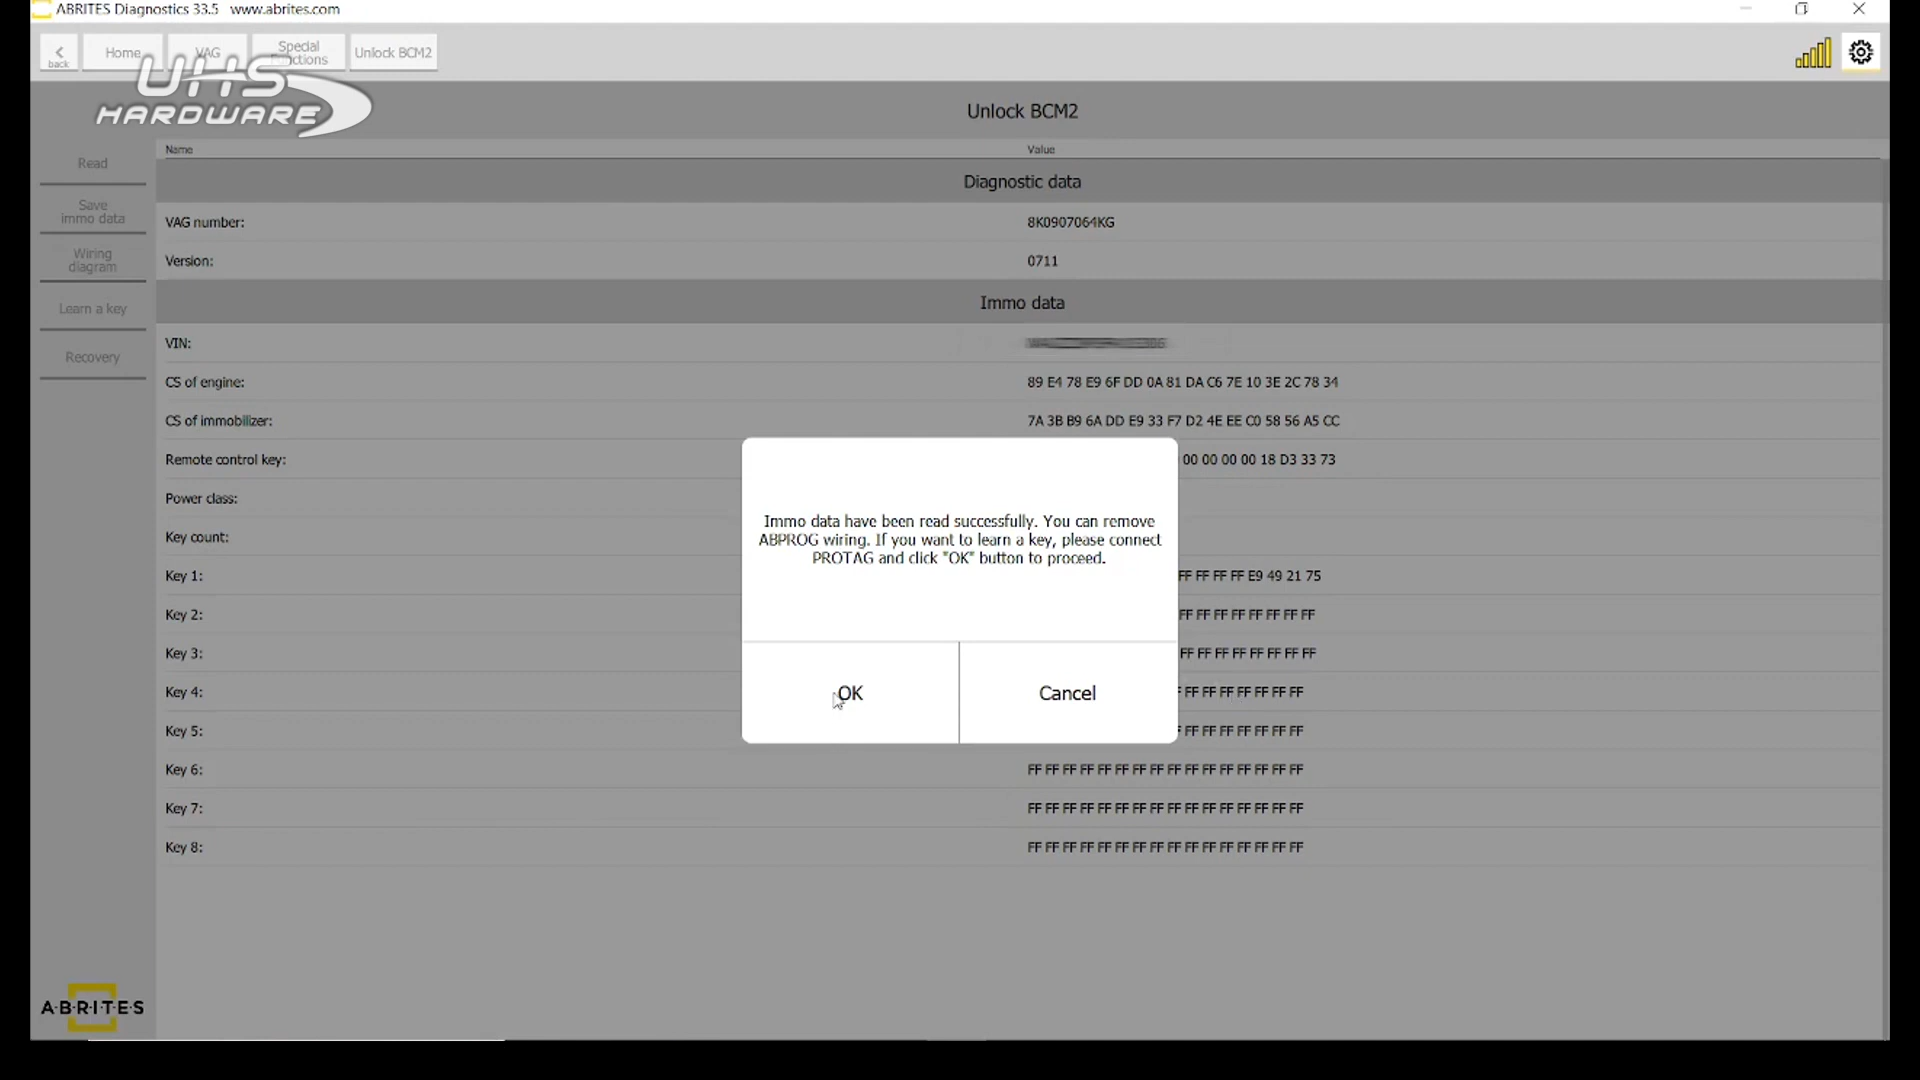 ABRITES Diagnostics 33.5 www.abrites.com
back
Home
VAG
Special
Functions
Unlock BCM2
UHS
HARDWARE
Unlock BCM2
Read
Save
immo data
Wiring
diagram
Learn a key
Recovery
Name Value
Diagnostic data
VAG number: 8K0907064KG
Version: 0711
Immo data
VIN:
CS of engine: 89 E4 78 E9 6F DD 0A 81 DA C6 7E 10 3E 2C 78 34
CS of immobilizer: 7A 3B B9 6A DD E9 33 F7 D2 4E EE C0 58 56 A5 CC
Remote control key: 00 00 00 00 18 D3 33 73
Power class:
Key count:
Key 1: FF FF FF FF E9 49 21 75
Key 2: FF FF FF FF FF FF FF FF
Key 3: FF FF FF FF FF FF FF FF
Key 4: FF FF FF FF FF FF FF
Key 5: FF FF FF FF FF FF FF
Key 6: FF FF FF FF FF FF FF FF FF FF FF FF FF FF FF FF
Key 7: FF FF FF FF FF FF FF FF FF FF FF FF FF FF FF FF
Key 8: FF FF FF FF FF FF FF FF FF FF FF FF FF FF FF FF
Immo data have been read successfully. You can remove
ABPROG wiring. If you want to learn a key, please connect
PROTAG and click "OK" button to proceed.
OK
Cancel
A·B·R·I·T·E·S